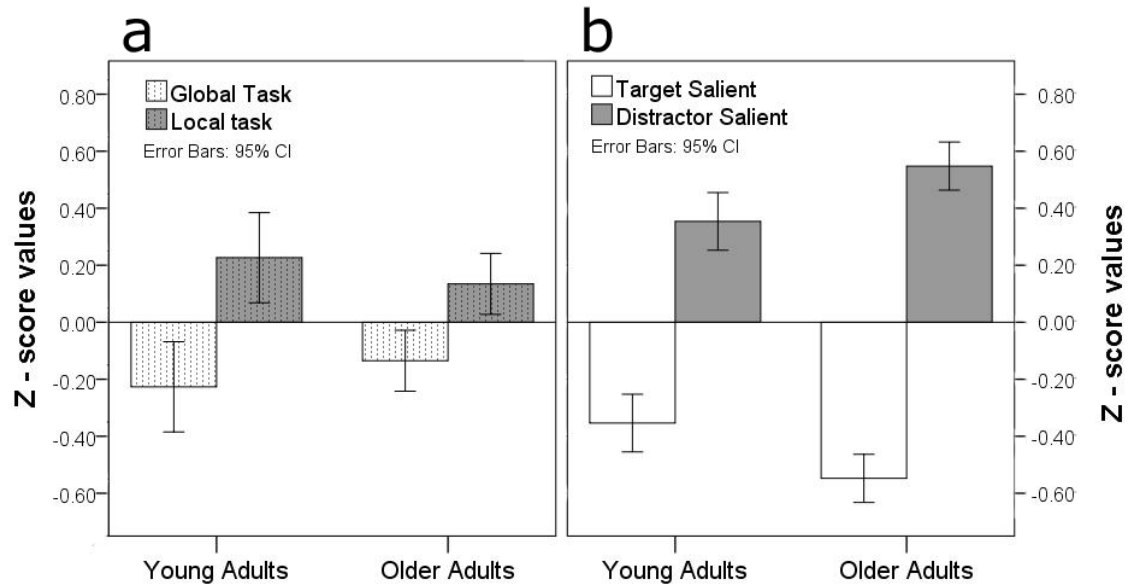 a
b
Global Task
Local task
Error Bars: 95% CI
Target Salient
Distractor Salient
Error Bars: 95% CI
Z - score values
0.80
0.60
0.40
0.20
0.00
-0.20
-0.40
-0.60
0.80
0.60
0.40
0.20
0.00
-0.20
-0.40
-0.60
Z - score values
Young Adults
Older Adults
Young Adults
Older Adults